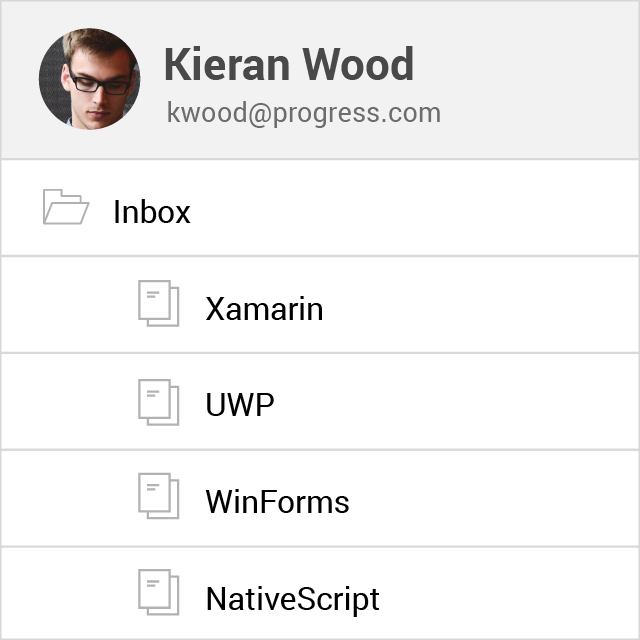 Kieran Wood
kwood@progress.com
Inbox
Xamarin
UWP
WinForms
NativeScript